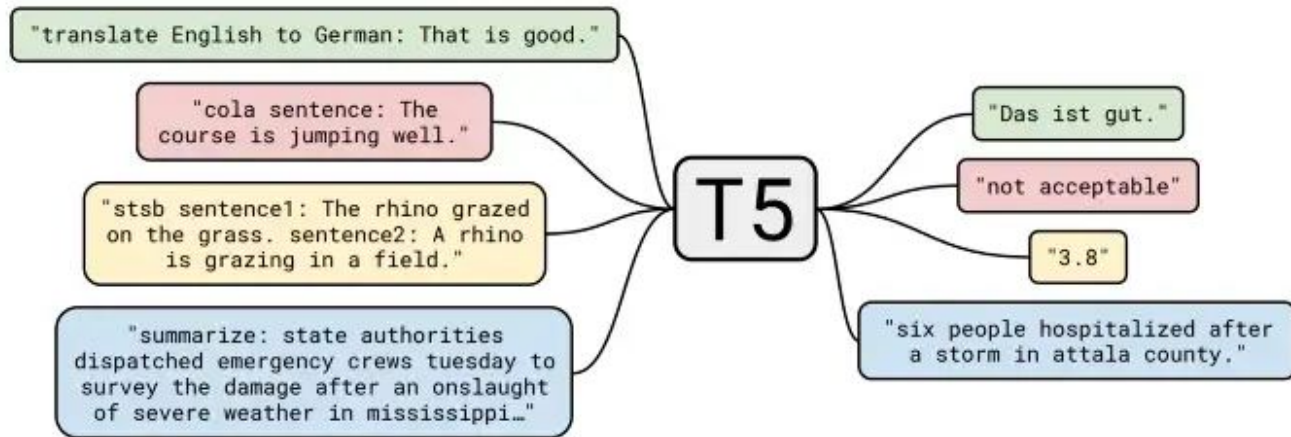 "translate English to German: That is good."
"cola sentence: The
course is jumping well."
"stsb sentence1: The rhino grazed
on the grass. sentence2: A rhino
is grazing in a field."
"summarize: state authorities
dispatched emergency crews tuesday to
survey the damage after an onslaught
of severe weather in mississippi…"
T5
"Das ist gut."
"not acceptable"
"3.8"
"six people hospitalized after
a storm in attala county."